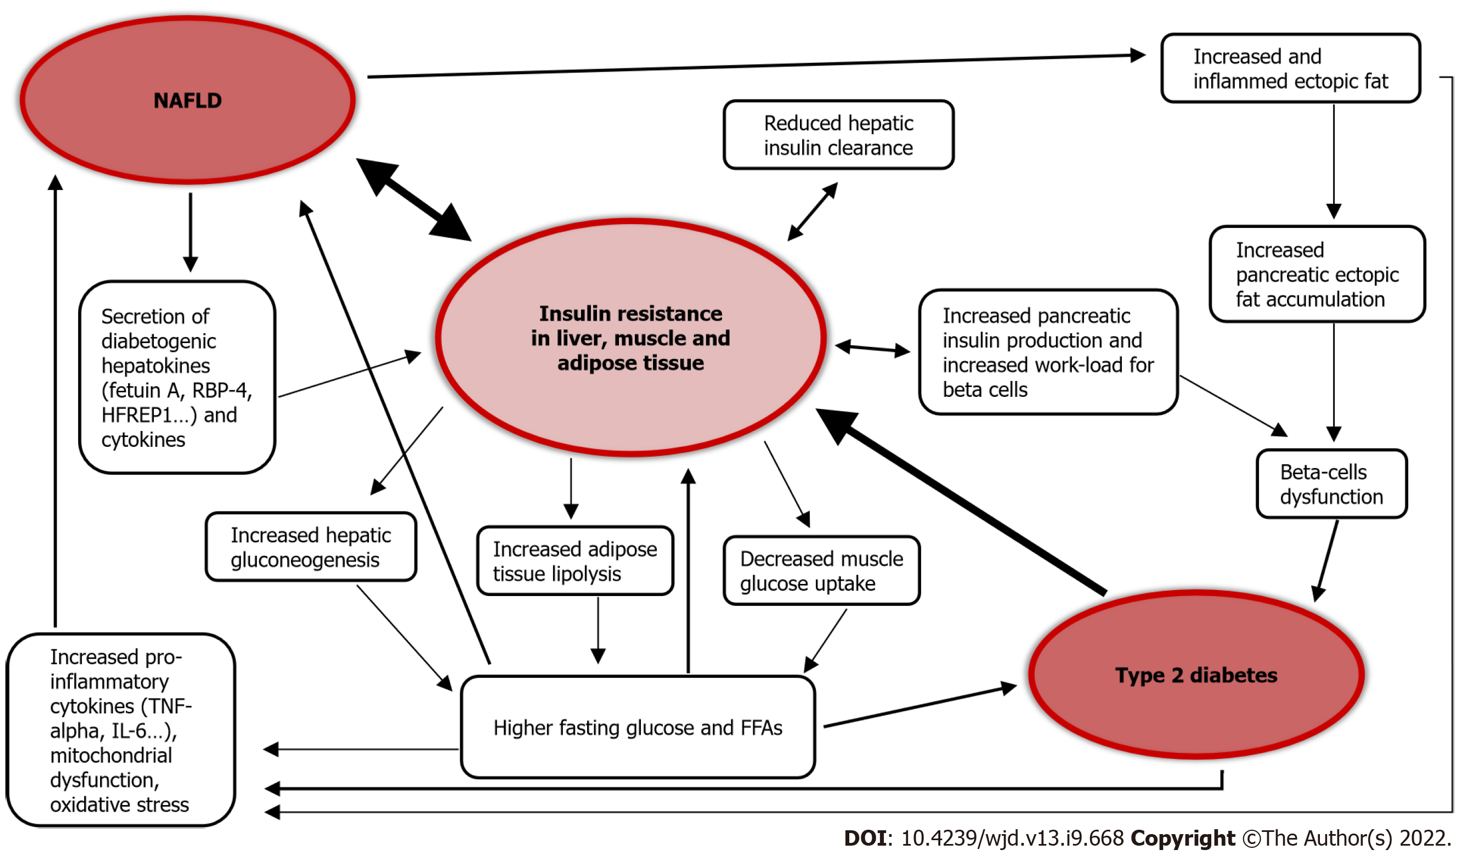 NAFLD
Increased and
inflammed ectopic fat
Reduced hepatic
insulin clearance
Increased
pancreatic ectopic
fat accumulation
Secretion of
diabetogenic
hepatokines
(fetuin A, RBP-4,
HFREP1...) and
cytokines
Insulin resistance
in liver, muscle and
adipose tissue
Increased pancreatic
insulin production and
increased work-load for
beta cells
Beta-cells
dysfunction
Increased hepatic
gluconeogenesis
Increased adipose
tissue lipolysis
Decreased muscle
glucose uptake
Increased pro-
inflammatory
cytokines (TNF-
alpha, IL-6...),
mitochondrial
dysfunction,
oxidative stress
Higher fasting glucose and FFAs
Type 2 diabetes
DOI: 10.4239/wjd.v13.i9.668 Copyright ©The Author(s) 2022.